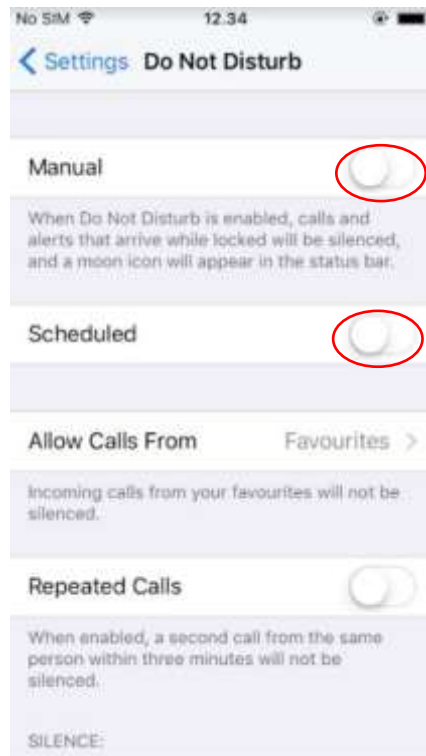 No SIM 12.34
Settings Do Not Disturb
Manual
When Do Not Disturb is enabled, calls and
alerts that arrive while locked will be silenced,
and a moon icon will appear in the status bar.
Scheduled
Allow Calls From Favourites
Incoming calls from your favourites will not be
silenced.
Repeated Calls
When enabled, a second call from the same
person within three minutes will not be
silenced.
SILENCE: